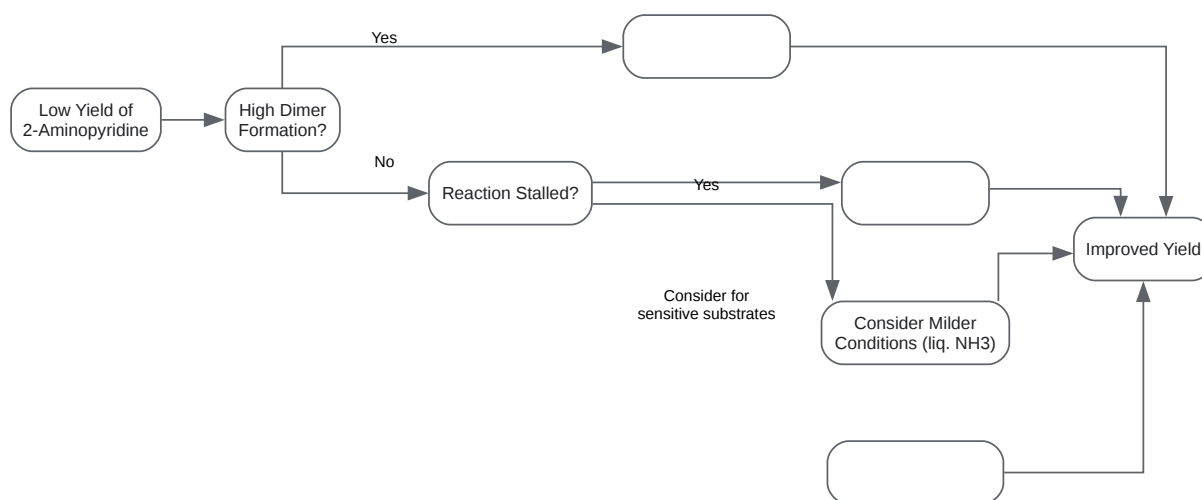 Yes
Low Yield of
2-Aminopyridine
High Dimer
Formation?
No
Reaction Stalled?
Yes
Improved Yield
Consider for
sensitive substrates
Consider Milder
Conditions (liq. NH3)